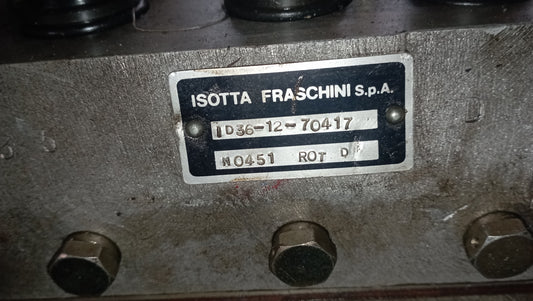 ISOTTA FRASCHINI S.p.A.
ID36-12-70417
N0451 ROT D